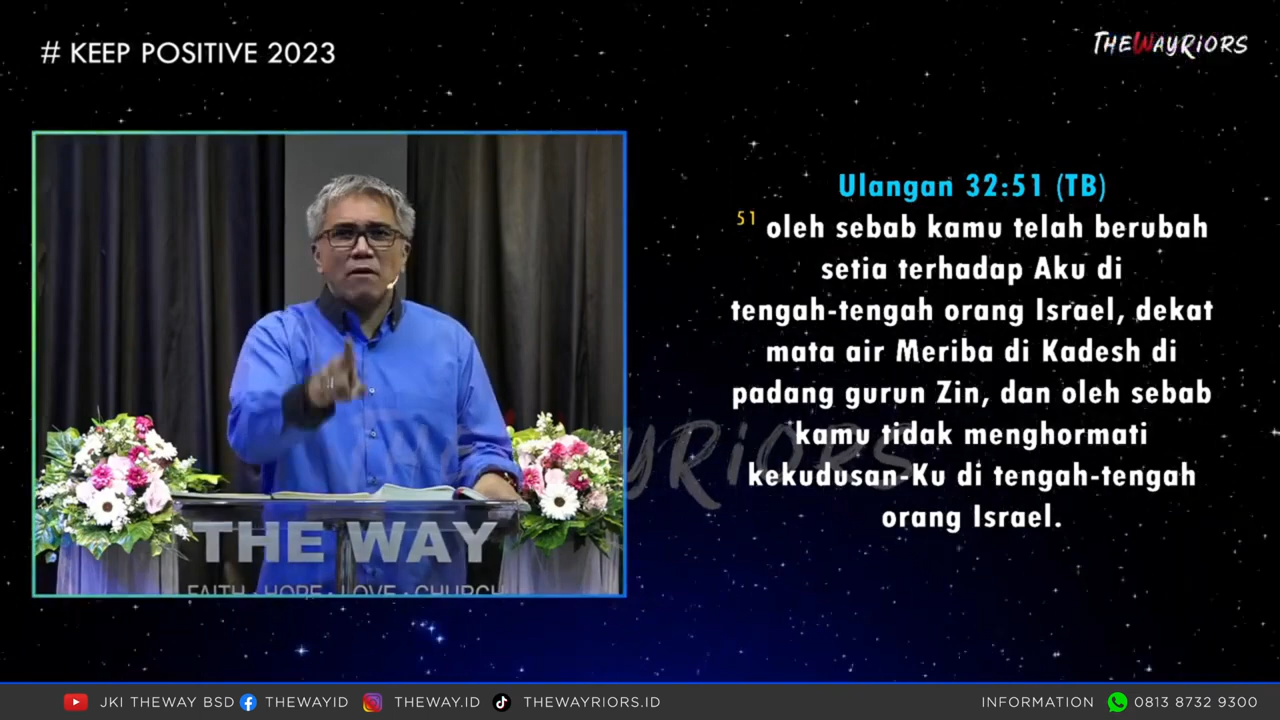 # KEEP POSITIVE 2023
THEWAYRIORS
Ulangan 32:51 (TB)
51 oleh sebab kamu telah berubah
setia terhadap Aku di
tengah-tengah orang Israel, dekat
mata air Meriba di Kadesh di
padang gurun Zin, dan oleh sebab
kamu tidak menghormati
kekudusan-Ku di tengah-tengah
orang Israel.
THEWAYRIORS
THE WAY
FAITH · HOPE · LOVE · CHURCH
JKI THEWAY BSD THEWAYID THEWAY.ID THEWAYRIORS.ID INFORMATION 0813 8732 9300